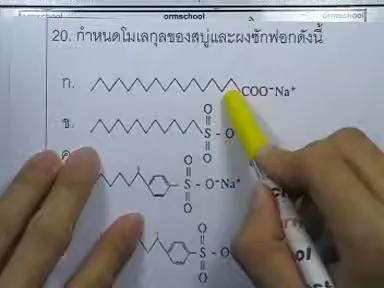 ormschool ormschool
20. กำหนดโมเลกุลของสบู่และผงซักฟอกดังนี้
ก. COO⁻Na⁺
O
ข. S - O
O
ค
O
S - O⁻Na⁺
O
O
S - O
O